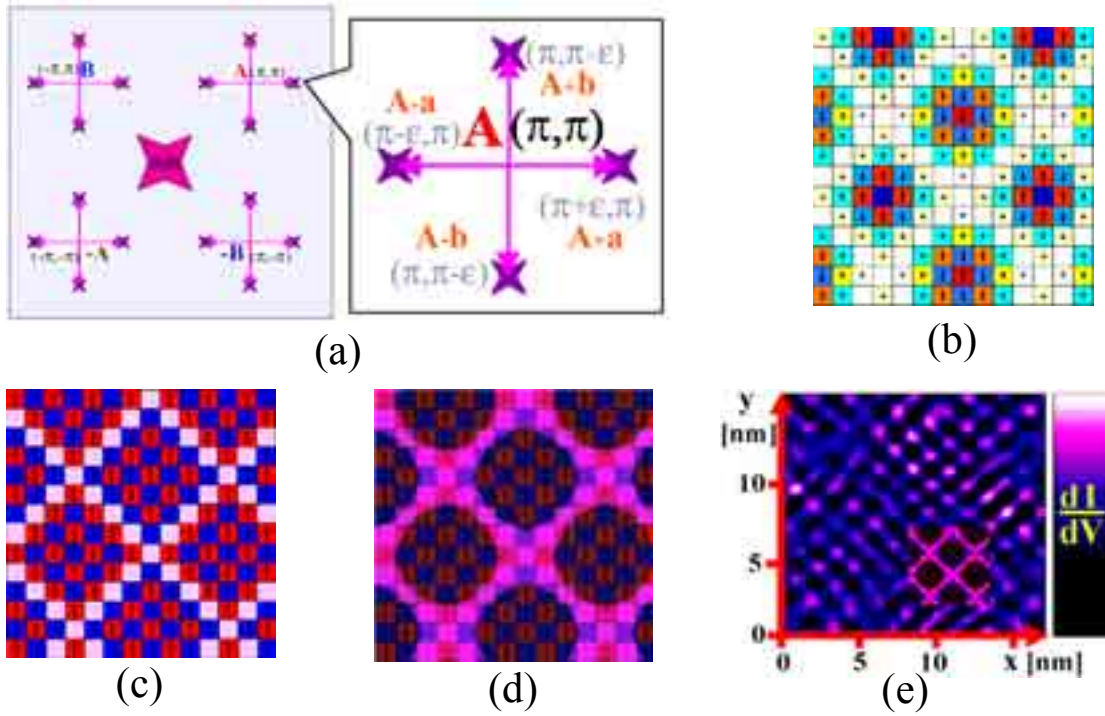 (-π,π) B
A (π,π)
(-π,-π) -A
-B (π,-π)
(π,π-ε)
A+b
A-a
(π-ε,π)
A (π,π)
(π+ε,π)
A+a
A-b
(π,π-ε)
(a)
(b)
(c)
(d)
y
[nm]
10
5
0
0 5 10 x [nm]
dI
dV
(e)